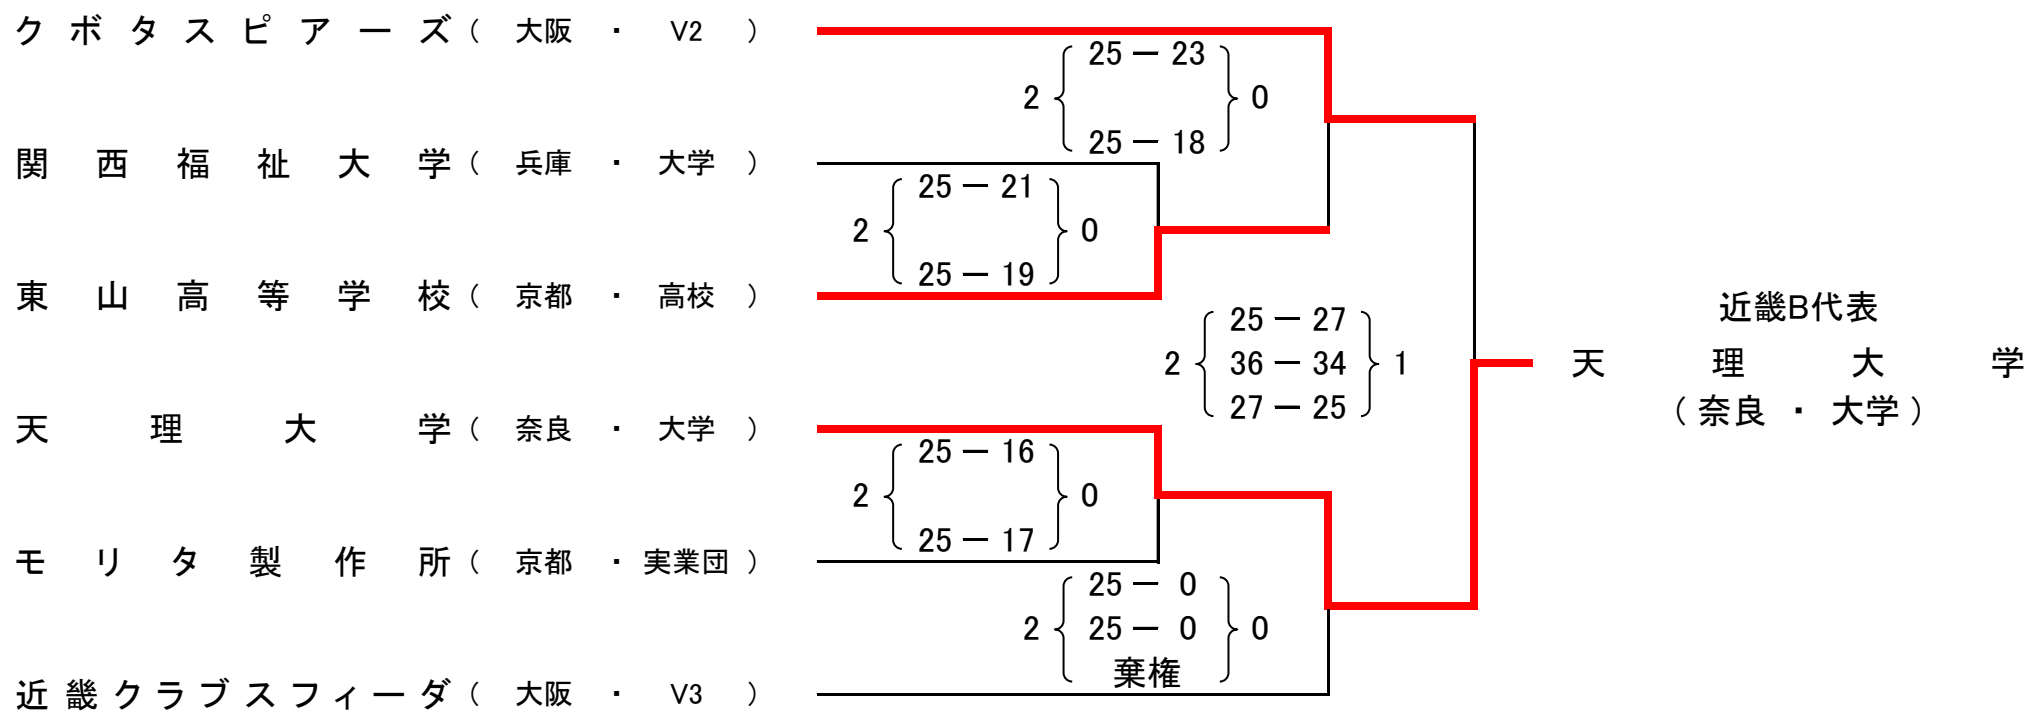 クボタスピアーズ（ 大阪 ・ V2 ）
25 － 23
2 0
25 － 18
関西福祉大学（ 兵庫 ・ 大学 ）
25 － 21
2 0
25 － 19
東山高等学校（ 京都 ・ 高校 ）
25 － 27
2 36 － 34 1
27 － 25
近畿B代表
天理大学
（ 奈良 ・ 大学 ）
天理大学（ 奈良 ・ 大学 ）
25 － 16
2 0
25 － 17
モリタ製作所（ 京都 ・ 実業団 ）
25 － 0
2 25 － 0 0
棄権
近畿クラブスフィーダ（ 大阪 ・ V3 ）